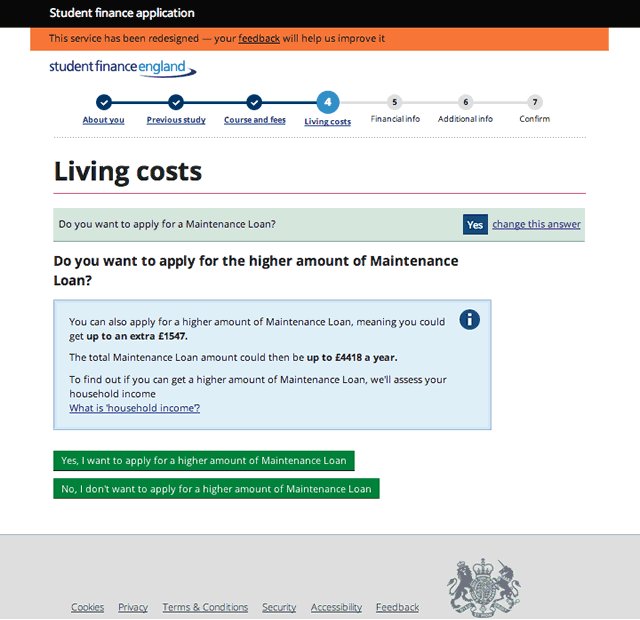 Student finance application
This service has been redesigned — your feedback will help us improve it
studentfinanceengland
4 5 6 7
About you Previous study Course and fees Living costs Financial info Additional info Confirm
Living costs
Do you want to apply for a Maintenance Loan? Yes change this answer
Do you want to apply for the higher amount of Maintenance
Loan?
You can also apply for a higher amount of Maintenance Loan, meaning you could
get up to an extra £1547.
The total Maintenance Loan amount could then be up to £4418 a year.
To find out if you can get a higher amount of Maintenance Loan, we'll assess your
household income
What is 'household income'?
Yes, I want to apply for a higher amount of Maintenance Loan
No, I don't want to apply for a higher amount of Maintenance Loan
Cookies Privacy Terms & Conditions Security Accessibility Feedback